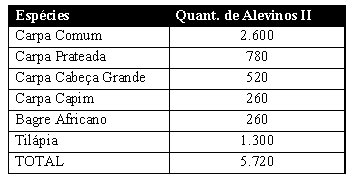 Espécies Quant. de Alevinos II
Carpa Comum 2.600
Carpa Prateada 780
Carpa Cabeça Grande 520
Carpa Capim 260
Bagre Africano 260
Tilápia 1.300
TOTAL 5.720